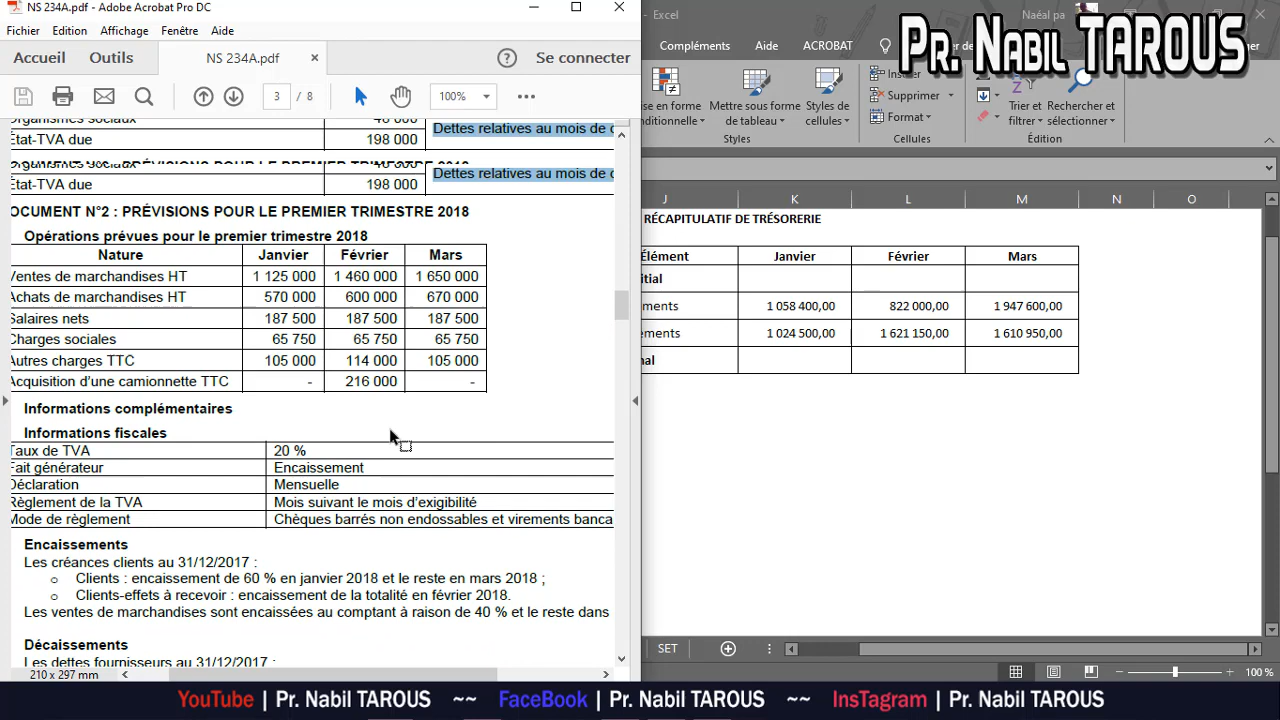 NS 234A.pdf - Adobe Acrobat Pro DC
Fichier Edition Affichage Fenêtre Aide
Accueil Outils NS 234A.pdf × Se connecter
3 / 8 100%
État-TVA due 198 000 Dettes relatives au mois de
État-TVA due 198 000 Dettes relatives au mois de
OCUMENT N°2 : PRÉVISIONS POUR LE PREMIER TRIMESTRE 2018
Opérations prévues pour le premier trimestre 2018
Nature Janvier Février Mars
Ventes de marchandises HT 1 125 000 1 460 000 1 650 000
Achats de marchandises HT 570 000 600 000 670 000
Salaires nets 187 500 187 500 187 500
Charges sociales 65 750 65 750 65 750
Autres charges TTC 105 000 114 000 105 000
Acquisition d'une camionnette TTC - 216 000 -
Informations complémentaires
Informations fiscales
Taux de TVA 20 %
Fait générateur Encaissement
Déclaration Mensuelle
Règlement de la TVA Mois suivant le mois d'exigibilité
Mode de règlement Chèques barrés non endossables et virements banca
Encaissements
Les créances clients au 31/12/2017 :
o Clients : encaissement de 60 % en janvier 2018 et le reste en mars 2018 ;
o Clients-effets à recevoir : encaissement de la totalité en février 2018.
Les ventes de marchandises sont encaissées au comptant à raison de 40 % et le reste dans
Décaissements
Les dettes fournisseurs au 31/12/2017 :
210 x 297 mm
- Excel Naéal pa
Pr. Nabil TAROUS
Compléments Aide ACROBAT
ise en forme Mettre sous forme Styles de
ditionnelle de tableau cellules
Styles
Supprimer
Format
Cellules
Trier et Rechercher et
filtrer sélectionner
Édition
J K L M N O
RÉCAPITULATIF DE TRÉSORERIE
Élément Janvier Février Mars
itial
ements 1 058 400,00 822 000,00 1 947 600,00
ements 1 024 500,00 1 621 150,00 1 610 950,00
nal
SET
100 %
YouTube | Pr. Nabil TAROUS ~~ FaceBook | Pr. Nabil TAROUS ~~ InsTagram | Pr. Nabil TAROUS